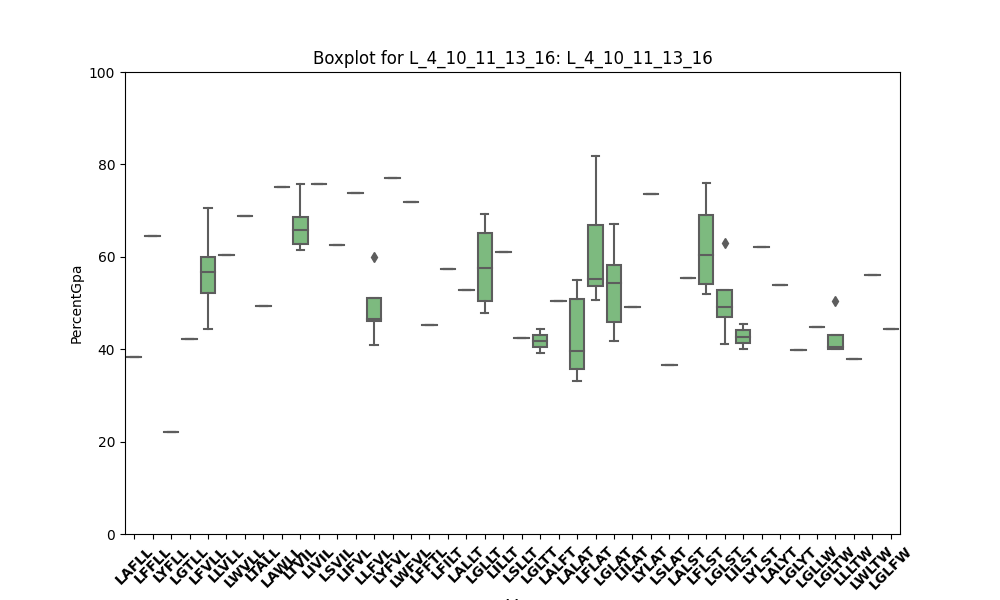 Boxplot for L_4_10_11_13_16: L_4_10_11_13_16
PercentGpa
100
80
60
40
20
0
LAFLL
LFFLL
LYFLL
LGTLL
LFVLL
LLVLL
LWVLL
LTALL
LAWLL
LYVIL
LIVIL
LSVIL
LIFVL
LLFVL
LYFVL
LWFVL
LFFTL
LFILT
LALLT
LGLLT
LILLT
LSLLT
LGLTT
LALFT
LALAT
LFLAT
LGLAT
LILAT
LYLAT
LSLAT
LALST
LFLST
LGLST
LILST
LYLST
LALYT
LGLYT
LGLLW
LGLTW
LLLTW
LWLTW
LGLFW